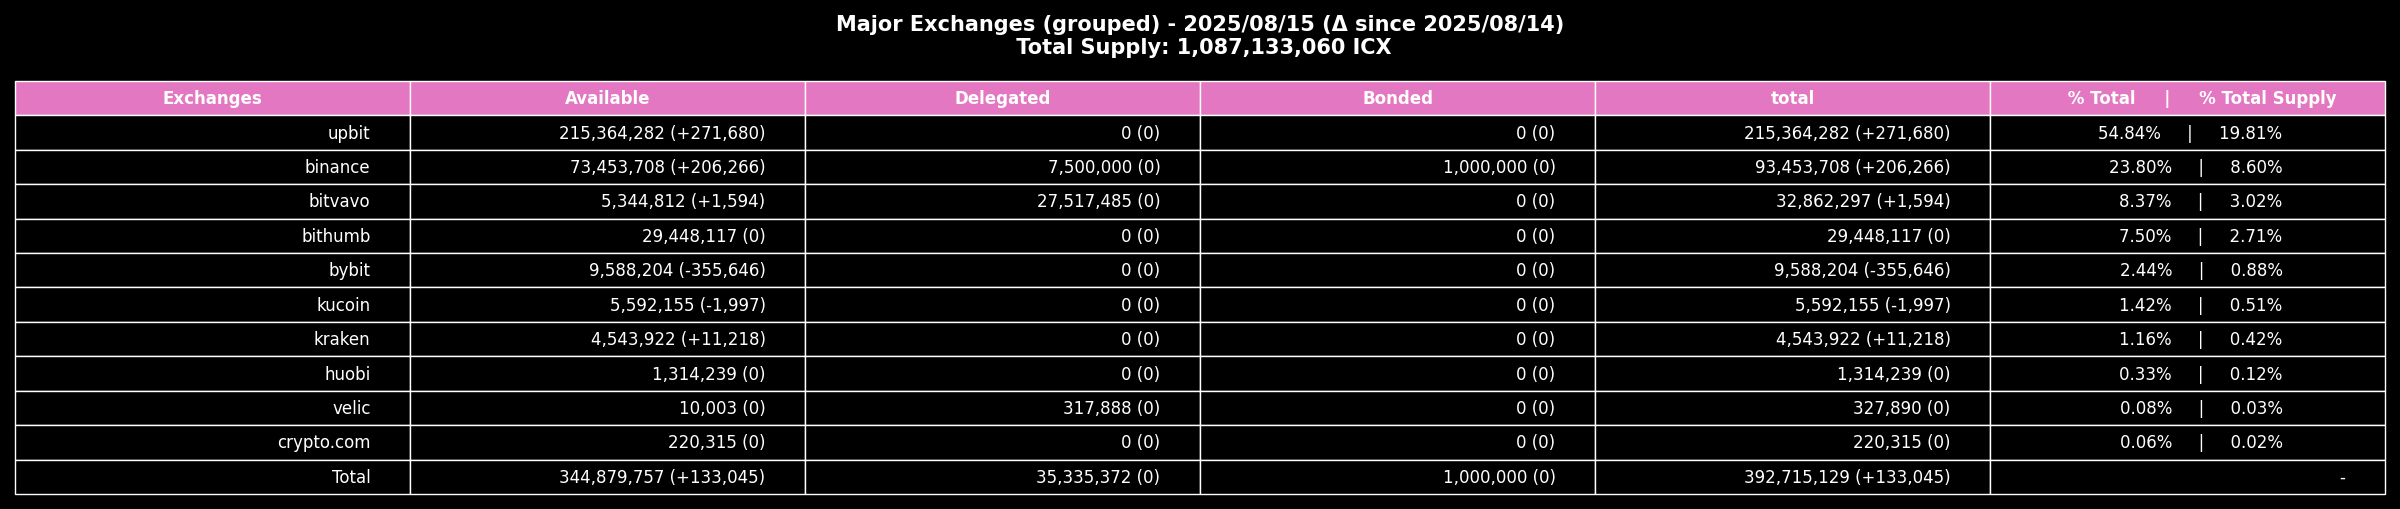 Major Exchanges (grouped) - 2025/08/15 (Δ since 2025/08/14)
Total Supply: 1,087,133,060 ICX
Exchanges Available Delegated Bonded total % Total | % Total Supply
upbit 215,364,282 (+271,680) 0 (0) 0 (0) 215,364,282 (+271,680) 54.84% | 19.81%
binance 73,453,708 (+206,266) 7,500,000 (0) 1,000,000 (0) 93,453,708 (+206,266) 23.80% | 8.60%
bitvavo 5,344,812 (+1,594) 27,517,485 (0) 0 (0) 32,862,297 (+1,594) 8.37% | 3.02%
bithumb 29,448,117 (0) 0 (0) 0 (0) 29,448,117 (0) 7.50% | 2.71%
bybit 9,588,204 (-355,646) 0 (0) 0 (0) 9,588,204 (-355,646) 2.44% | 0.88%
kucoin 5,592,155 (-1,997) 0 (0) 0 (0) 5,592,155 (-1,997) 1.42% | 0.51%
kraken 4,543,922 (+11,218) 0 (0) 0 (0) 4,543,922 (+11,218) 1.16% | 0.42%
huobi 1,314,239 (0) 0 (0) 0 (0) 1,314,239 (0) 0.33% | 0.12%
velic 10,003 (0) 317,888 (0) 0 (0) 327,890 (0) 0.08% | 0.03%
crypto.com 220,315 (0) 0 (0) 0 (0) 220,315 (0) 0.06% | 0.02%
Total 344,879,757 (+133,045) 35,335,372 (0) 1,000,000 (0) 392,715,129 (+133,045) -